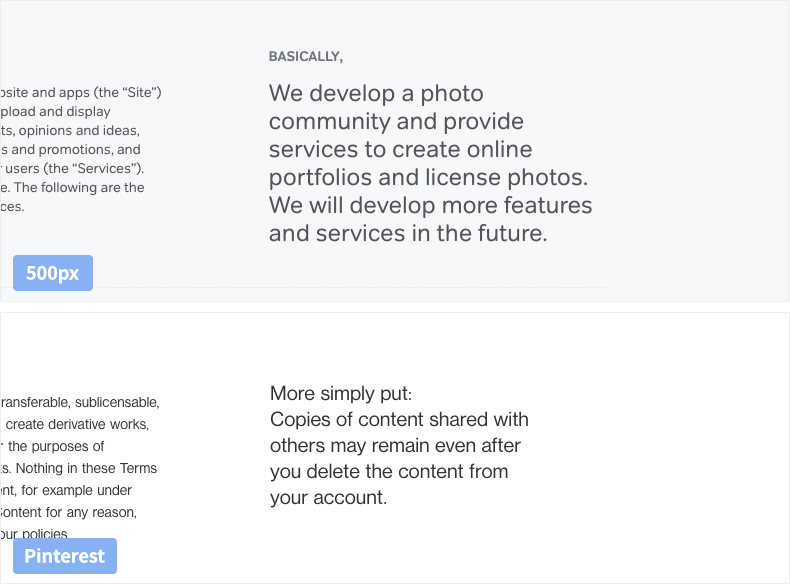 BASICALLY,
site and apps (the “Site”)
pload and display
ts, opinions and ideas,
s and promotions, and
users (the “Services”).
e. The following are the
ces.
We develop a photo
community and provide
services to create online
portfolios and license photos.
We will develop more features
and services in the future.
500px
ransferable, sublicensable,
create derivative works,
r the purposes of
ts. Nothing in these Terms
ent, for example under
Content for any reason,
our policies
More simply put:
Copies of content shared with
others may remain even after
you delete the content from
your account.
Pinterest